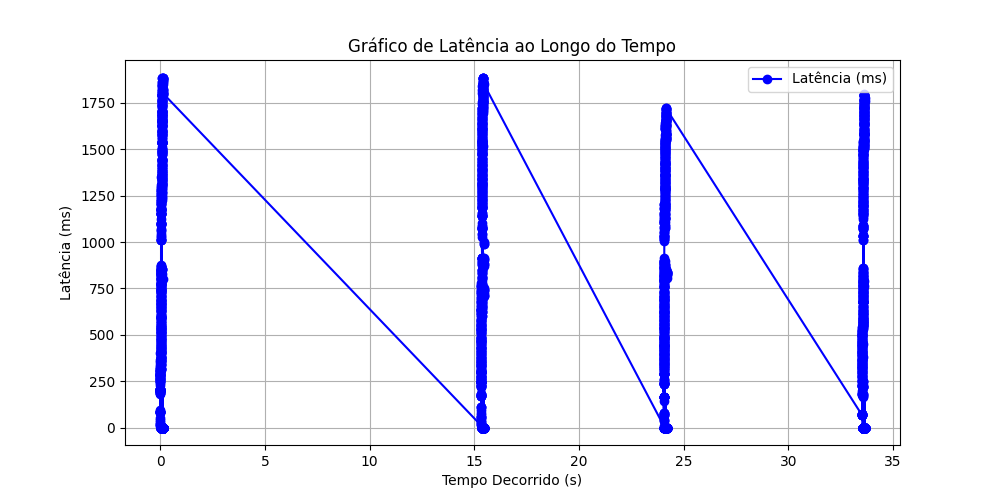 Gráfico de Latência ao Longo do Tempo
Latência (ms)
1750
1500
1250
1000
750
500
250
0
Latência (ms)
0 5 10 15 20 25 30 35
Tempo Decorrido (s)